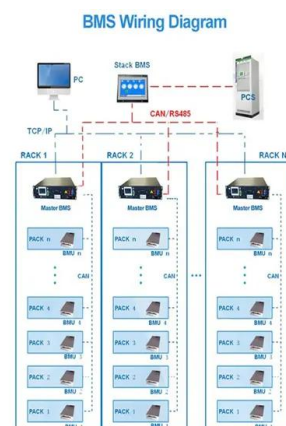 BMS Wiring Diagram
Stack BMS
PC
PCS
CAN/RS485
TCP/IP
RACK 1
RACK 2
RACK N
Master BMS
Master BMS
Master BMS
PACK n
BMU n
PACK n
BMU n
PACK n
BMU n
CAN
CAN
CAN
PACK 4
BMU 4
PACK 4
BMU 4
PACK 4
BMU 4
PACK 3
BMU 3
PACK 3
BMU 3
PACK 3
BMU 3
PACK 2
BMU 2
PACK 2
BMU 2
PACK 2
BMU 2
PACK 1
PACK 1
PACK 1